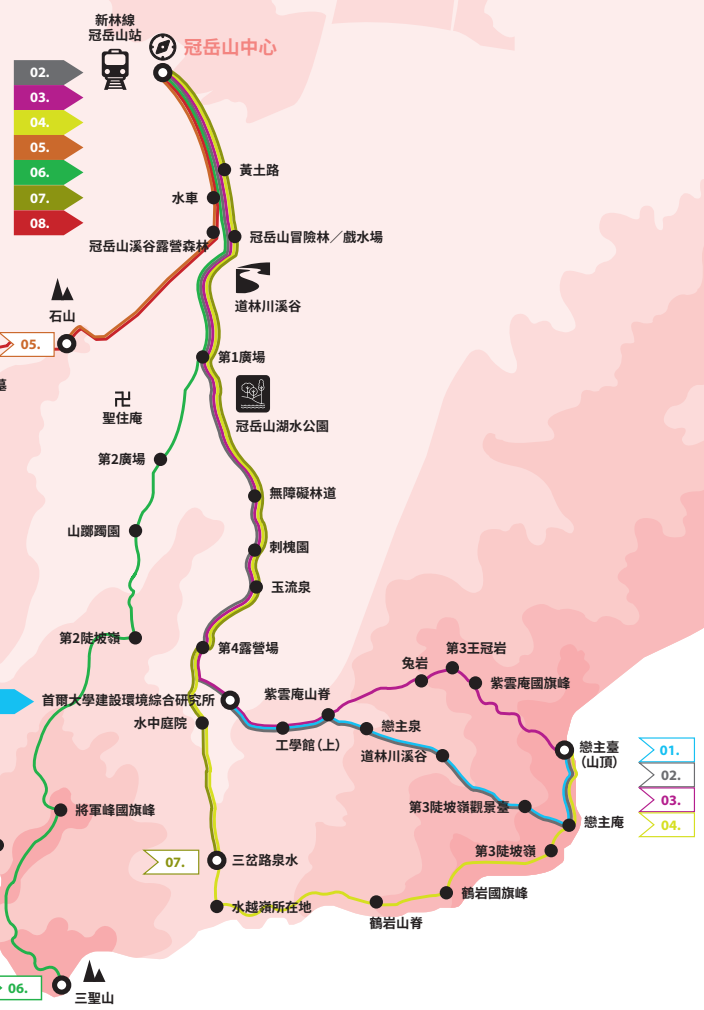 新林線
冠岳山站
冠岳山中心
02.
03.
04.
05.
06.
07.
08.
黃土路
水車
冠岳山溪谷露營森林
冠岳山冒險林／戲水場
道林川溪谷
石山
05.
第1廣場
墓
聖住庵
冠岳山湖水公園
第2廣場
無障礙林道
山躑躅園
刺槐園
玉流泉
第2陡坡嶺
第4露營場
第3王冠岩
兔岩
紫雲庵國旗峰
紫雲庵山脊
首爾大學建設環境綜合研究所
水中庭院
戀主泉
工學館（上）
道林川溪谷
戀主臺
（山頂）
01.
02.
03.
04.
第3陡坡嶺觀景臺
將軍峰國旗峰
戀主庵
第3陡坡嶺
07.
三岔路泉水
鶴岩國旗峰
水越嶺所在地
鶴岩山脊
06.
三聖山